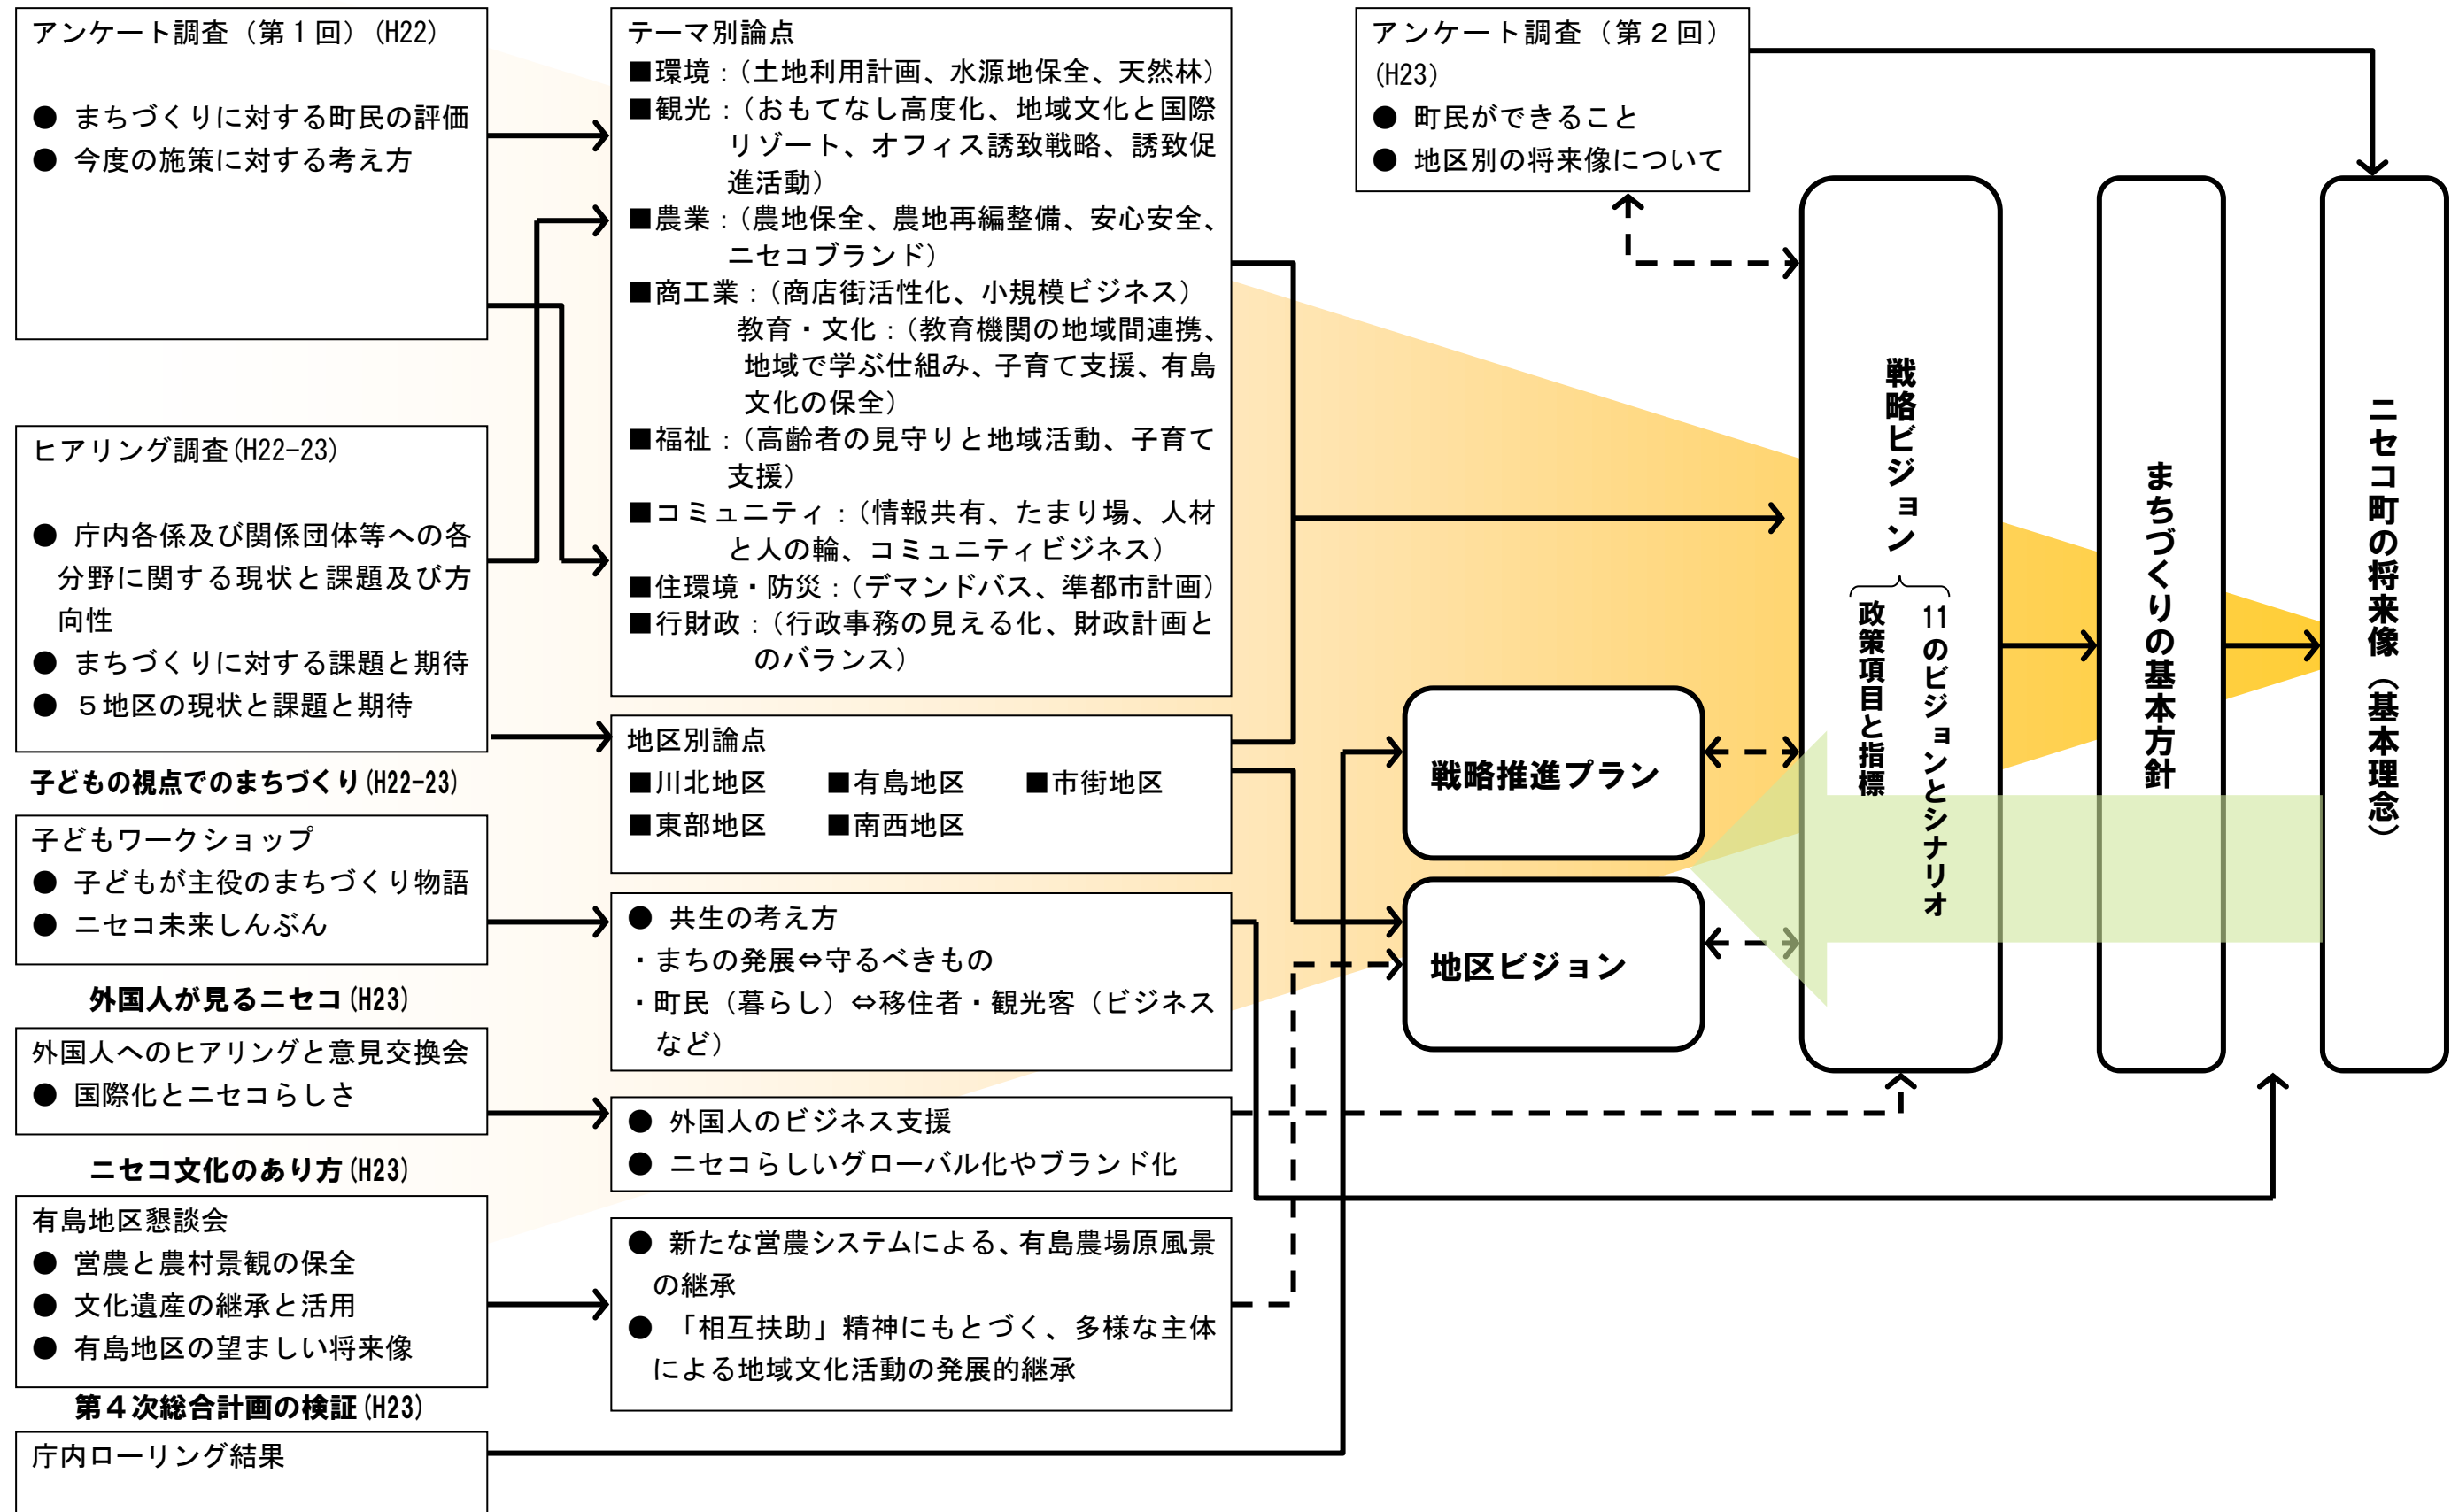 アンケート調査（第1回）(H22)
● まちづくりに対する町民の評価
● 今度の施策に対する考え方
ヒアリング調査(H22-23)
● 庁内各係及び関係団体等への各
分野に関する現状と課題及び方
向性
● まちづくりに対する課題と期待
● 5地区の現状と課題と期待
子どもの視点でのまちづくり(H22-23)
子どもワークショップ
● 子どもが主役のまちづくり物語
● ニセコ未来しんぶん
外国人が見るニセコ(H23)
外国人へのヒアリングと意見交換会
● 国際化とニセコらしさ
ニセコ文化のあり方(H23)
有島地区懇談会
● 営農と農村景観の保全
● 文化遺産の継承と活用
● 有島地区の望ましい将来像
第4次総合計画の検証(H23)
庁内ローリング結果
テーマ別論点
■環境：（土地利用計画、水源地保全、天然林）
■観光：（おもてなし高度化、地域文化と国際
リゾート、オフィス誘致戦略、誘致促
進活動）
■農業：（農地保全、農地再編整備、安心安全、
ニセコブランド）
■商工業：（商店街活性化、小規模ビジネス）
教育・文化：（教育機関の地域間連携、
地域で学ぶ仕組み、子育て支援、有島
文化の保全）
■福祉：（高齢者の見守りと地域活動、子育て
支援）
■コミュニティ：（情報共有、たまり場、人材
と人の輪、コミュニティビジネス）
■住環境・防災：（デマンドバス、準都市計画）
■行財政：（行政事務の見える化、財政計画と
のバランス）
地区別論点
■川北地区 ■有島地区 ■市街地区
■東部地区 ■南西地区
● 共生の考え方
・まちの発展⇔守るべきもの
・町民（暮らし）⇔移住者・観光客（ビジネス
など）
● 外国人のビジネス支援
● ニセコらしいグローバル化やブランド化
● 新たな営農システムによる、有島農場原風景
の継承
● 「相互扶助」精神にもとづく、多様な主体
による地域文化活動の発展的継承
アンケート調査（第2回）
(H23)
● 町民ができること
● 地区別の将来像について
戦略推進プラン
地区ビジョン
戦略ビジョン
11のビジョンとシナリオ
政策項目と指標
まちづくりの基本方針
ニセコ町の将来像（基本理念）